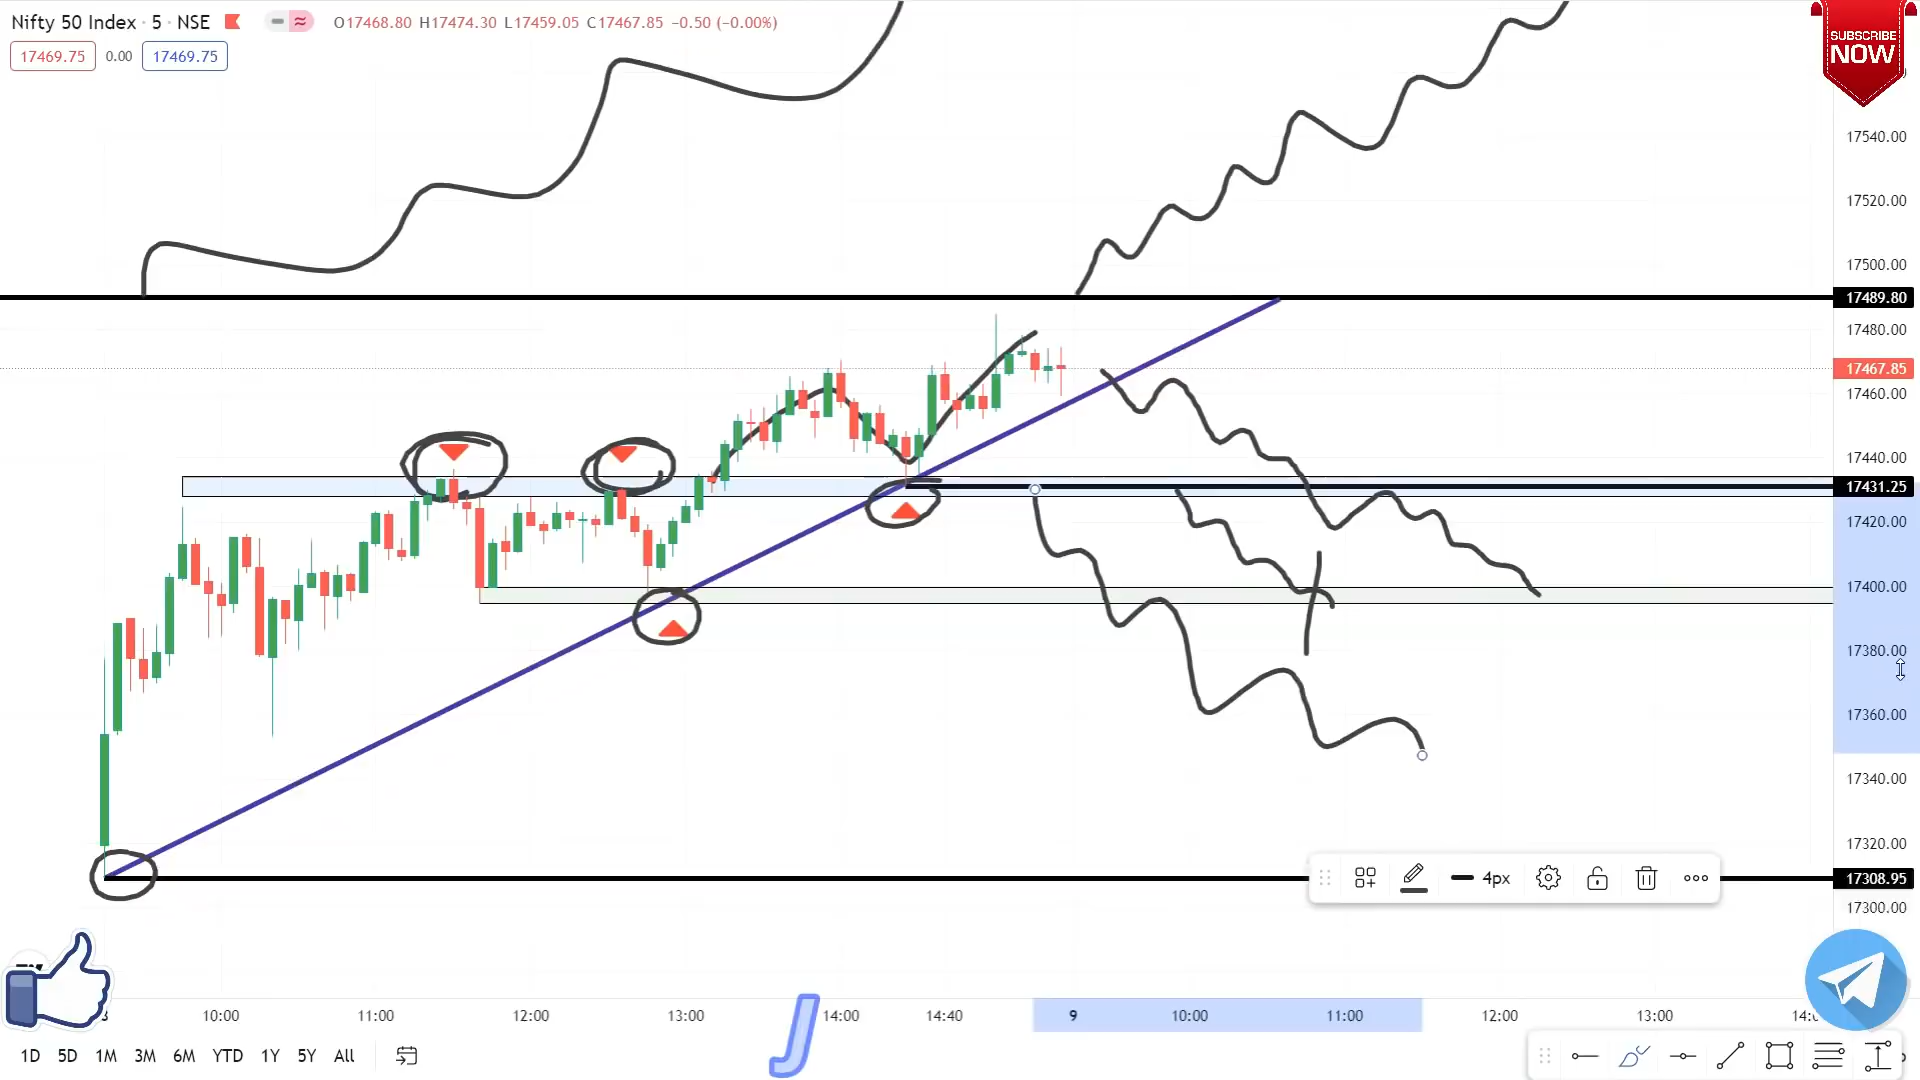 Nifty 50 Index · 5 · NSE
O17468.80 H17474.30 L17459.05 C17467.85 −0.50 (−0.00%)
17469.75 0.00 17469.75
SUBSCRIBE
NOW
17540.00
17520.00
17500.00
17489.80
17480.00
17467.85
17460.00
17440.00
17431.25
17420.00
17400.00
17380.00
17360.00
17340.00
17320.00
17308.95
17300.00
4px
10:00 11:00 12:00 13:00 14:00 14:40 9 10:00 11:00 12:00 13:00
J
1D 5D 1M 3M 6M YTD 1Y 5Y All